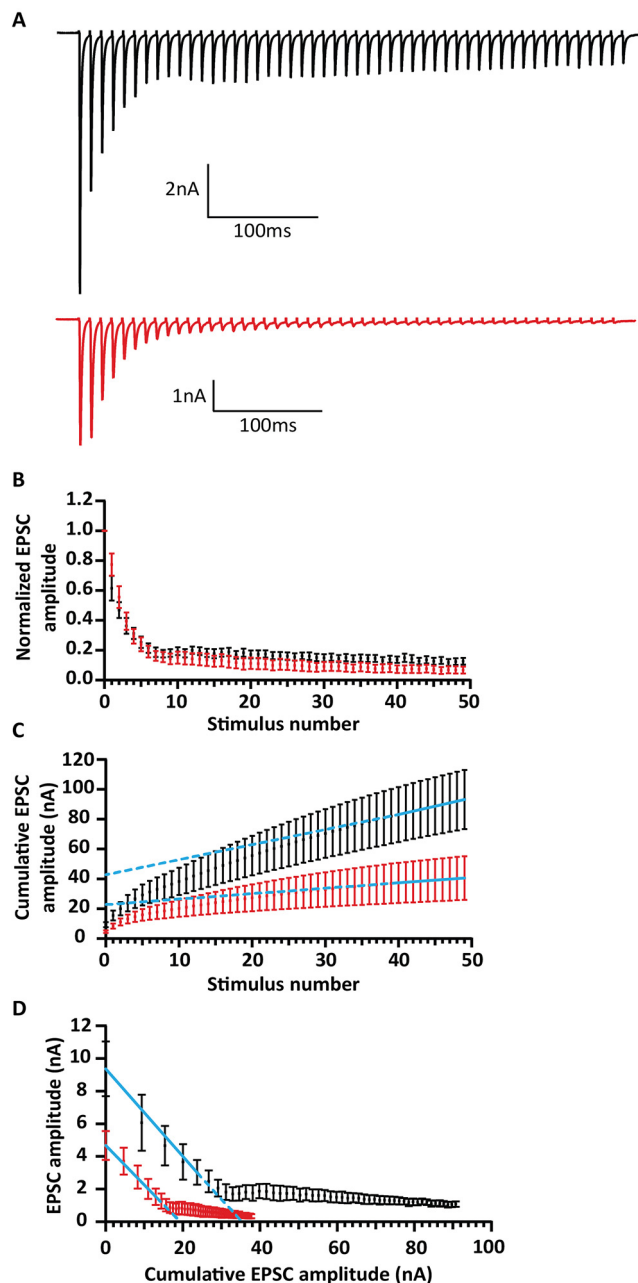 A
2nA
100ms
1nA
100ms
B
Normalized EPSC
amplitude
1.2
1.0
0.8
0.6
0.4
0.2
0.0
0 10 20 30 40 50
Stimulus number
C
Cumulative EPSC
amplitude (nA)
120
100
80
60
40
20
0
0 10 20 30 40 50
Stimulus number
D
EPSC amplitude (nA)
12
10
8
6
4
2
0
0 20 40 60 80 100
Cumulative EPSC amplitude (nA)